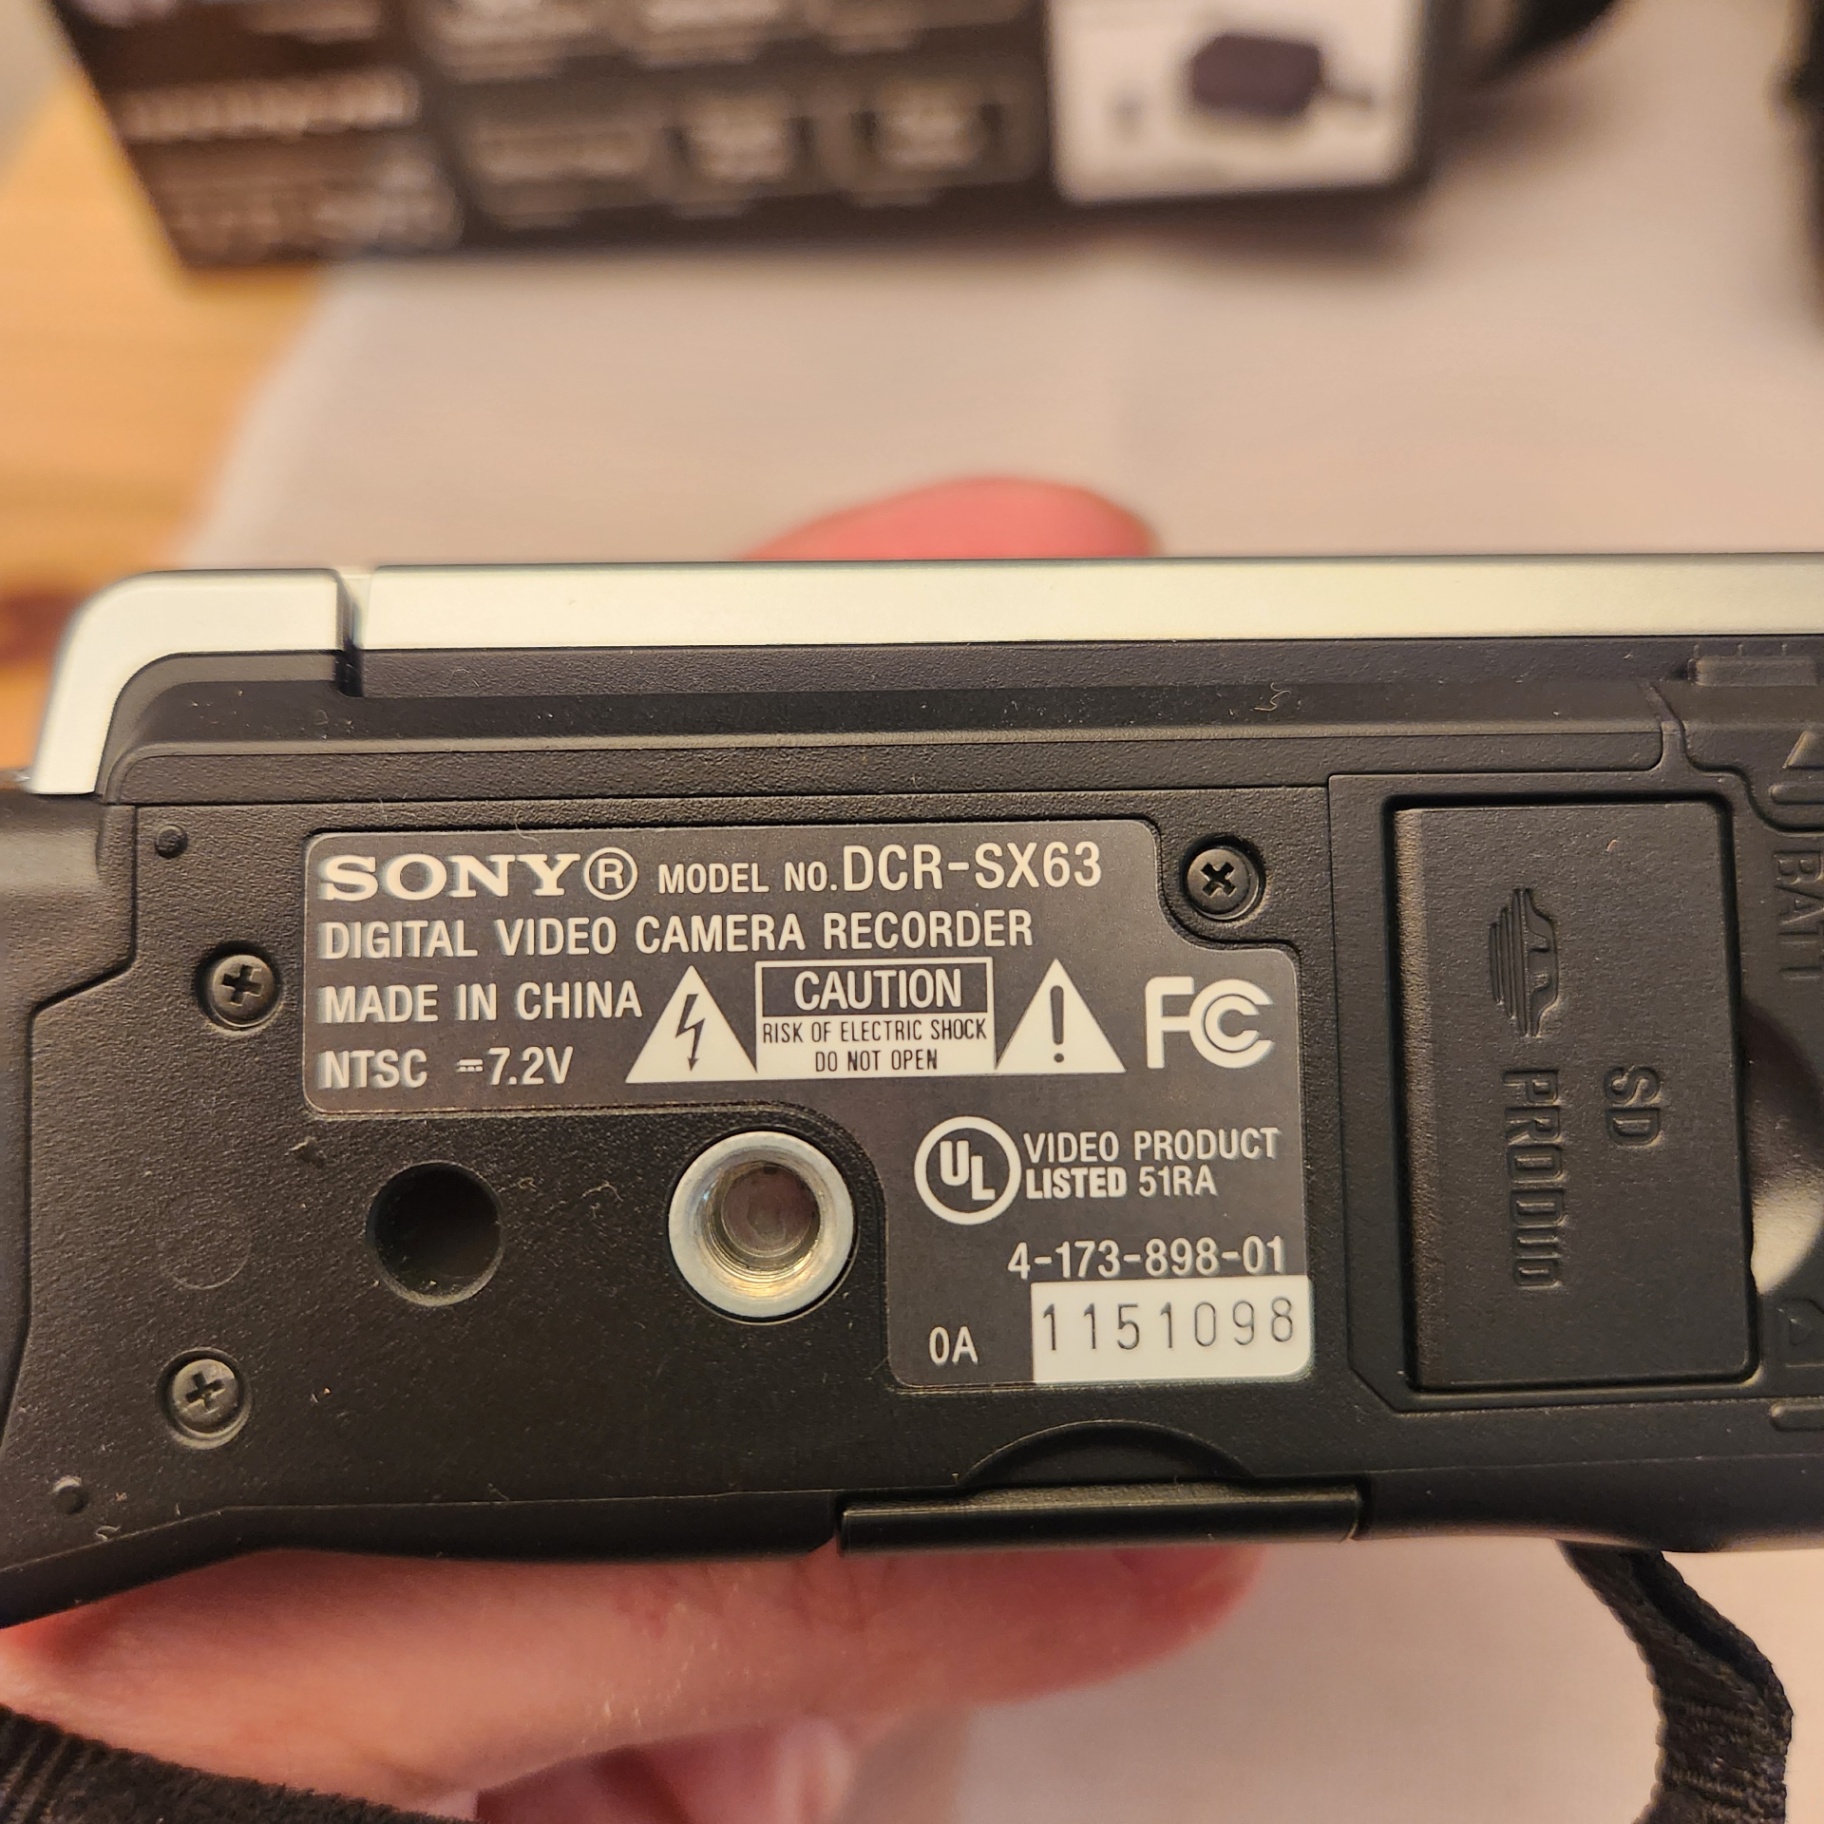 SONY® MODEL NO. DCR-SX63
DIGITAL VIDEO CAMERA RECORDER
MADE IN CHINA
NTSC ⎓7.2V
CAUTION
RISK OF ELECTRIC SHOCK
DO NOT OPEN
FC
UL VIDEO PRODUCT
LISTED 51RA
4-173-898-01
0A 1151098
SD
PRODUO
BATT